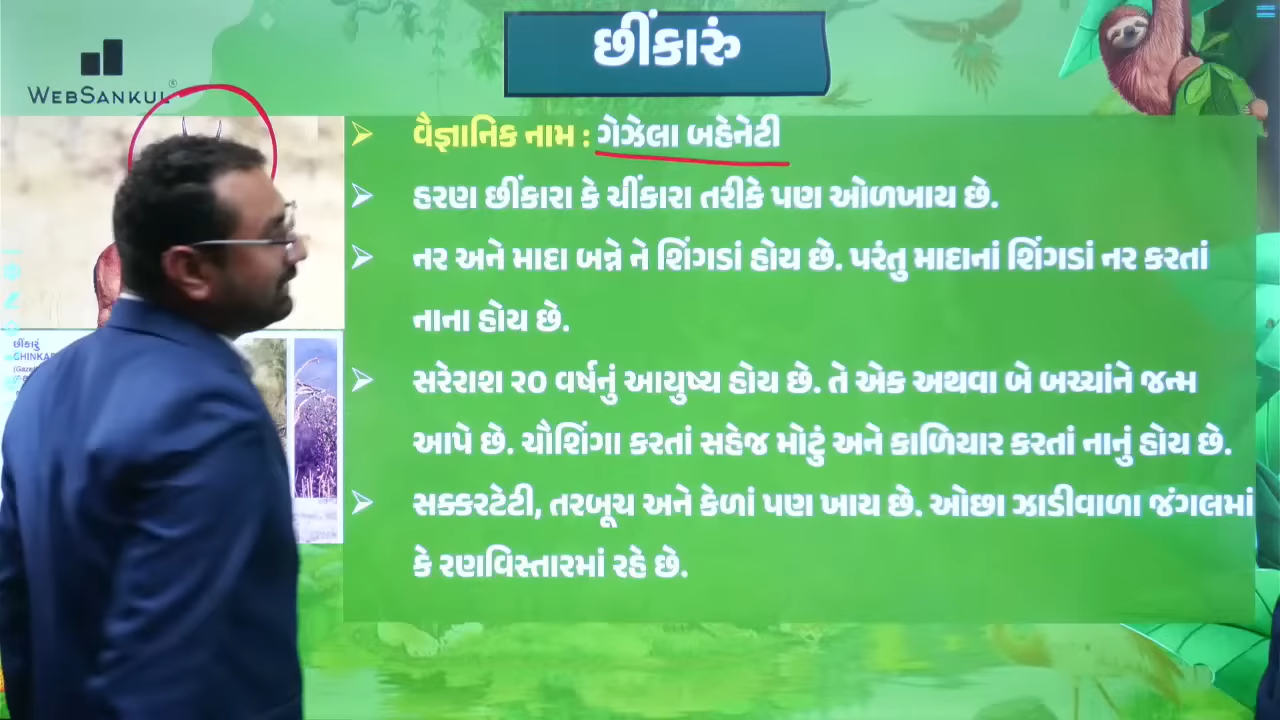 છીંકારું
WEBSANKUL
વૈજ્ઞાનિક નામ : ગેઝેલા બહેનેટી
હરણ છીંકારા કે ચીંકારા તરીકે પણ ઓળખાય છે.
નર અને માદા બન્ને ને શિંગડાં હોય છે. પરંતુ માદાનાં શિંગડાં નર કરતાં
નાના હોય છે.
સરેરાશ ૨૦ વર્ષનું આયુષ્ય હોય છે. તે એક અથવા બે બચ્ચાંને જન્મ
આપે છે. ચૌશિંગા કરતાં સહેજ મોટું અને કાળિયાર કરતાં નાનું હોય છે.
સક્કરટેટી, તરબૂચ અને કેળાં પણ ખાય છે. ઓછા ઝાડીવાળા જંગલમાં
કે રણવિસ્તારમાં રહે છે.
છીંકારું